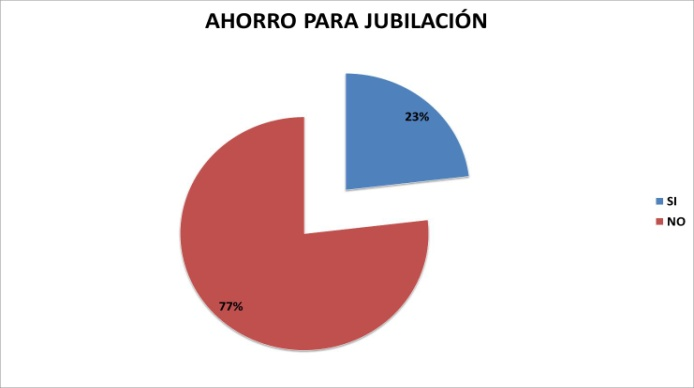 AHORRO PARA JUBILACIÓN
23%
SI
NO
77%